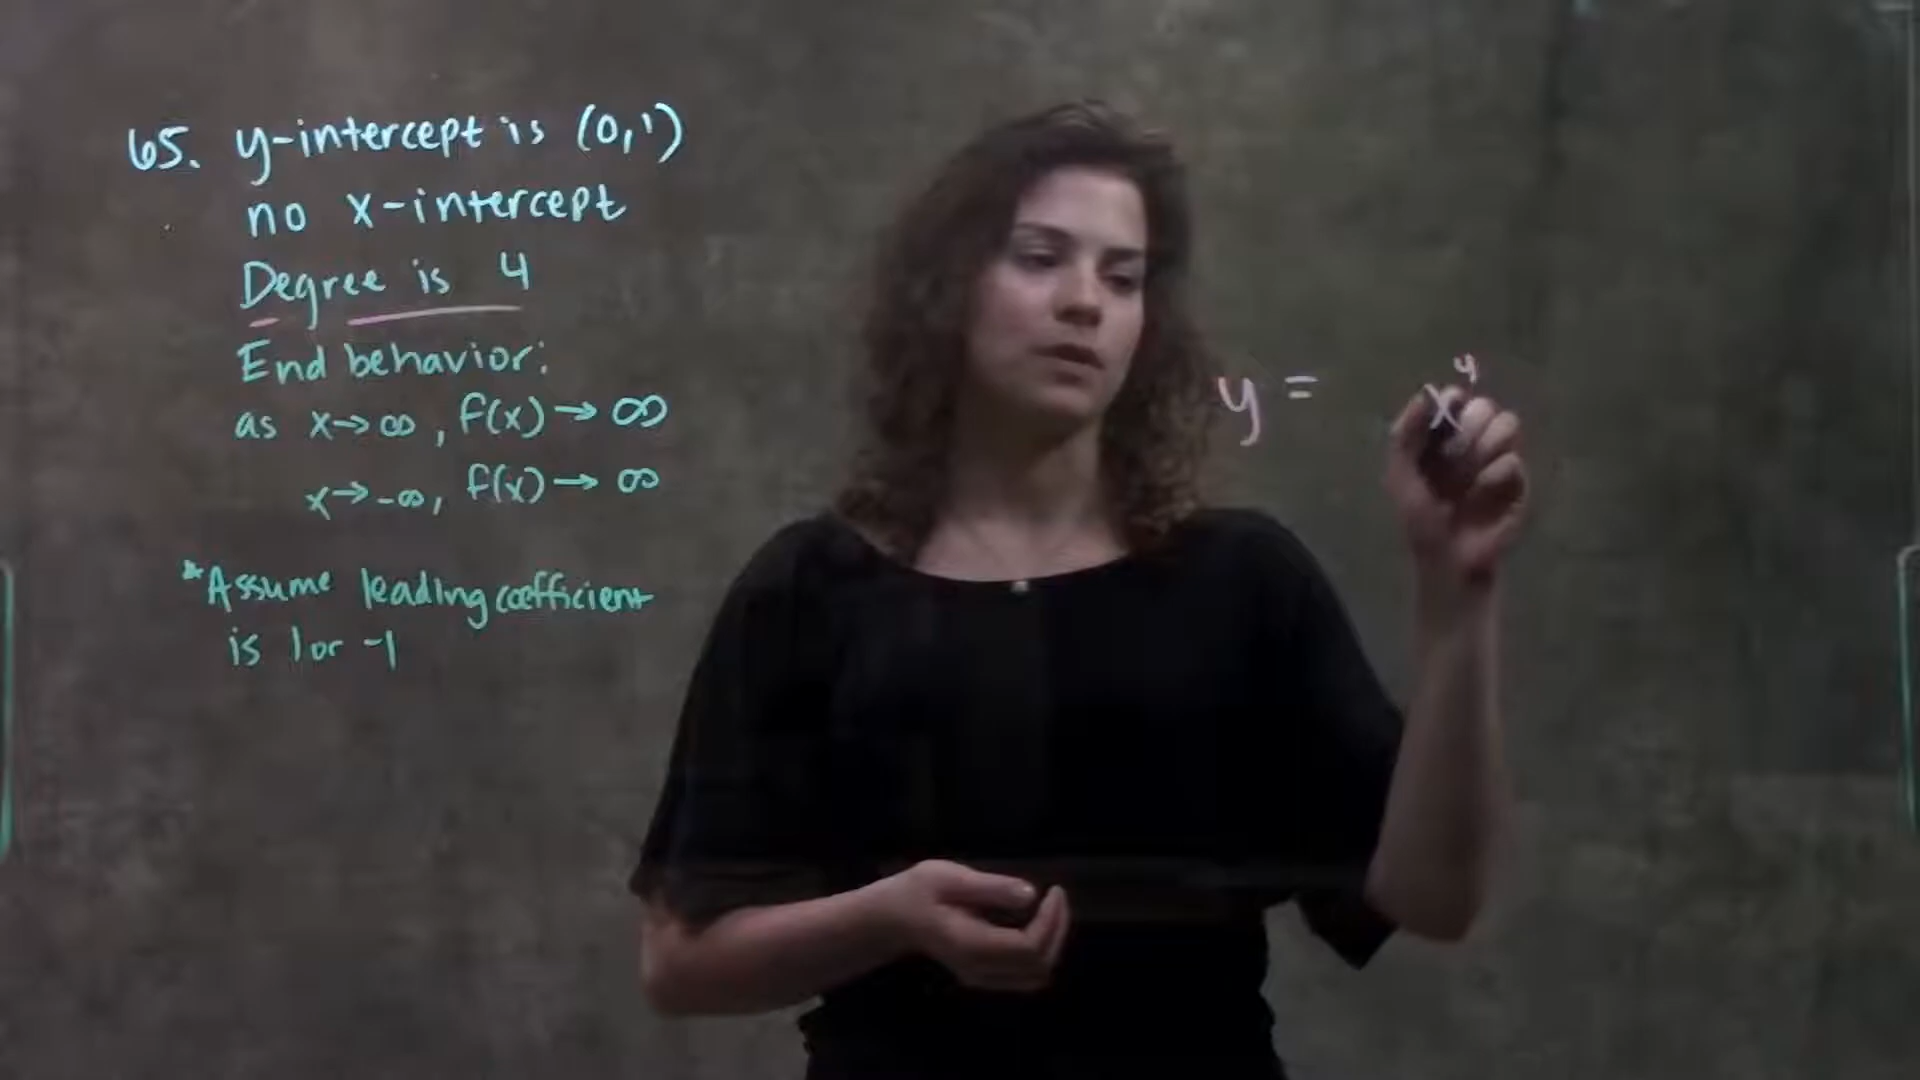 65. y-intercept is (0,1)
no x-intercept
Degree is 4
End behavior:
as x→∞, f(x)→∞
x→-∞, f(x)→∞
*Assume leading coefficient
is 1 or -1
y = x⁴